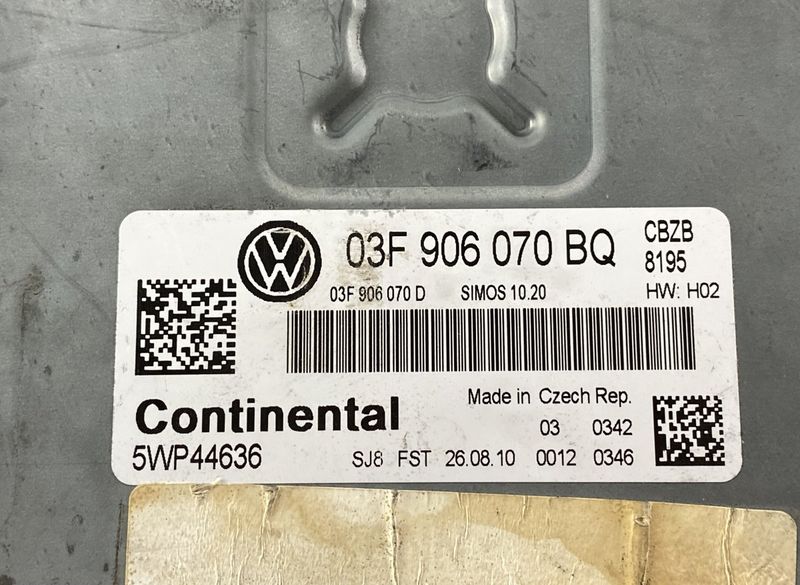 03F 906 070 BQ
CBZB
8195
03F 906 070 D SIMOS 10.20 HW: H02
Continental
Made in Czech Rep.
03 0342
5WP44636
SJ8 FST 26.08.10 0012 0346